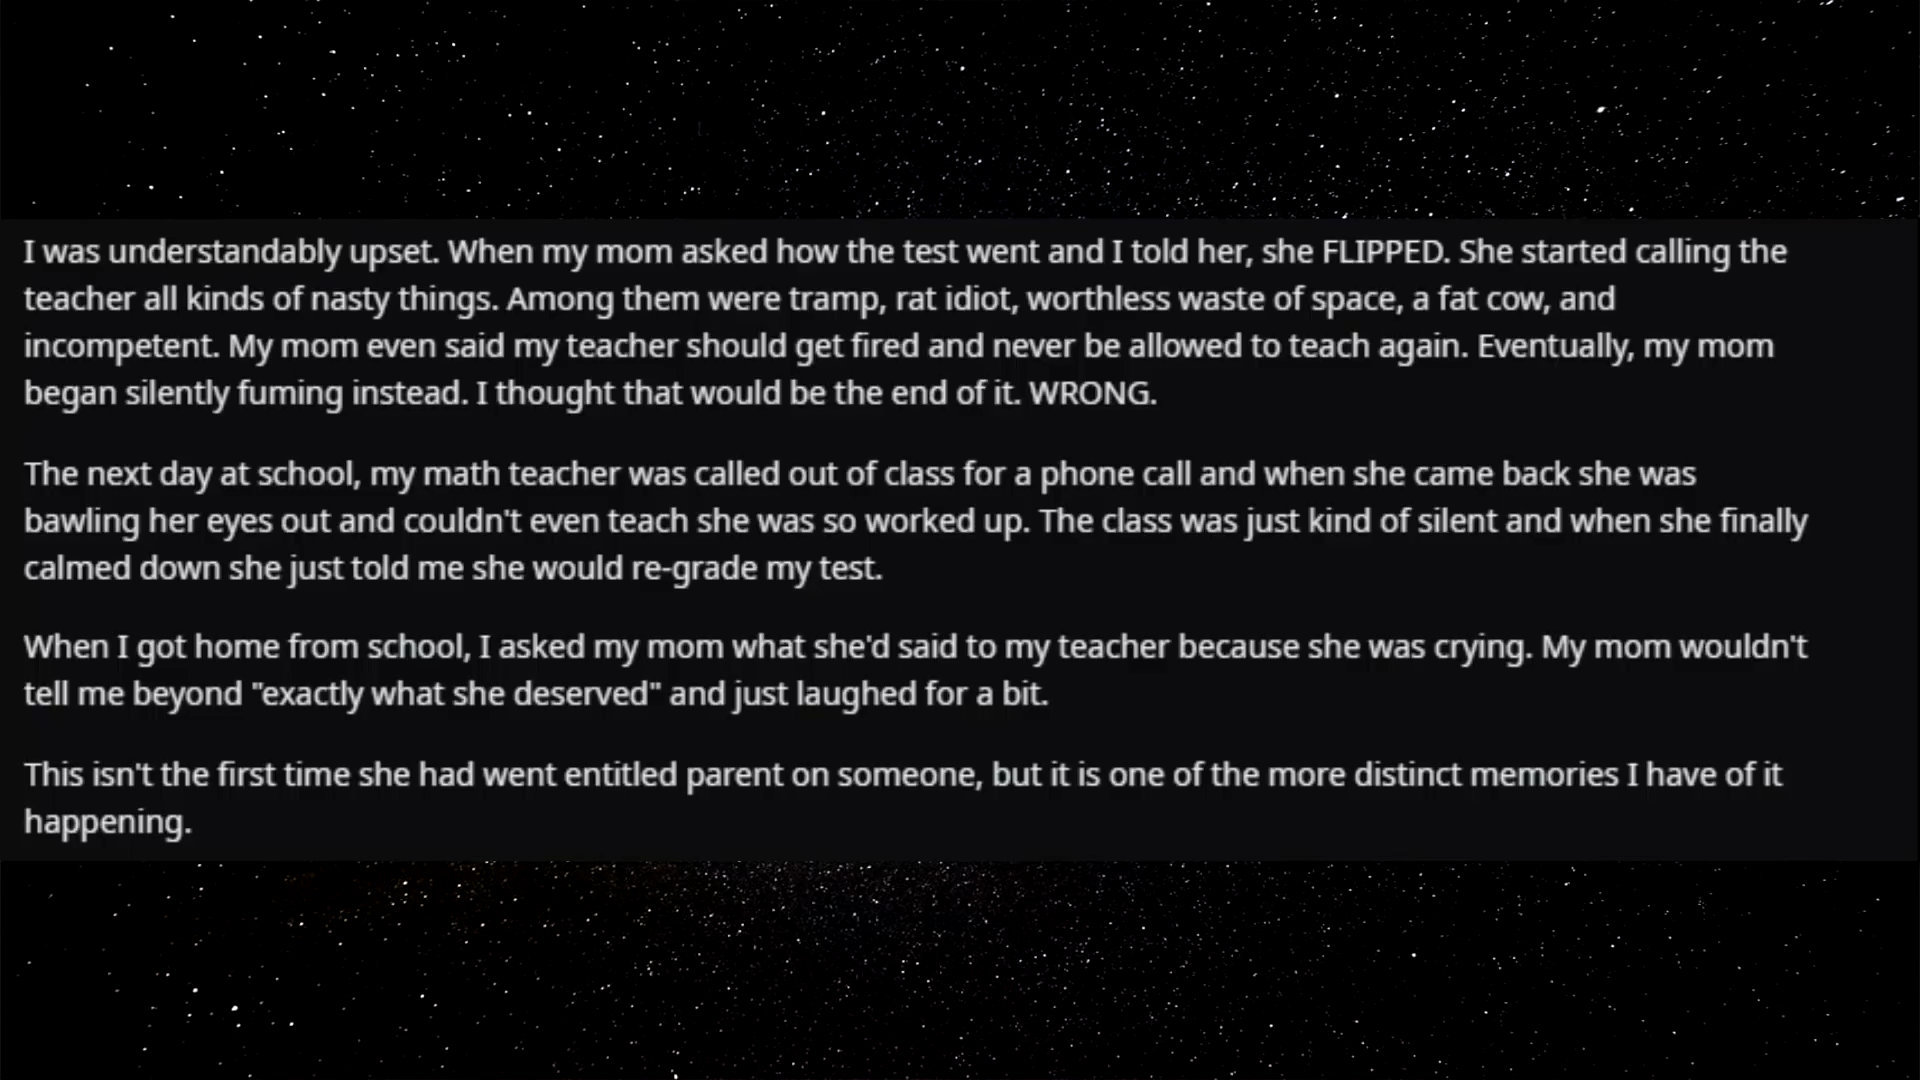 I was understandably upset. When my mom asked how the test went and I told her, she FLIPPED. She started calling the
teacher all kinds of nasty things. Among them were tramp, rat idiot, worthless waste of space, a fat cow, and
incompetent. My mom even said my teacher should get fired and never be allowed to teach again. Eventually, my mom
began silently fuming instead. I thought that would be the end of it. WRONG.
The next day at school, my math teacher was called out of class for a phone call and when she came back she was
bawling her eyes out and couldn't even teach she was so worked up. The class was just kind of silent and when she finally
calmed down she just told me she would re-grade my test.
When I got home from school, I asked my mom what she'd said to my teacher because she was crying. My mom wouldn't
tell me beyond "exactly what she deserved" and just laughed for a bit.
This isn't the first time she had went entitled parent on someone, but it is one of the more distinct memories I have of it
happening.